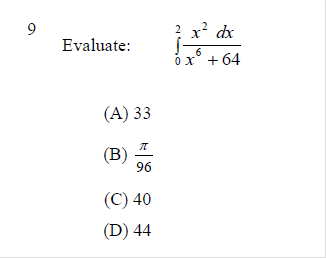 9
Evaluate: ∫₀² x² dx / x⁶ + 64
(A) 33
(B) π/96
(C) 40
(D) 44